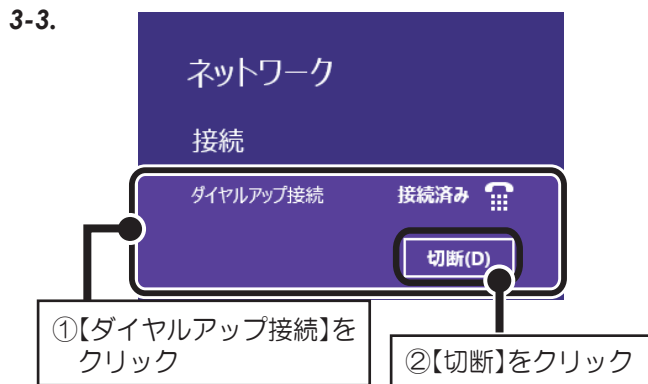 3-3.
ネットワーク
接続
ダイヤルアップ接続 接続済み
切断(D)
①【ダイヤルアップ接続】を
クリック
②【切断】をクリック